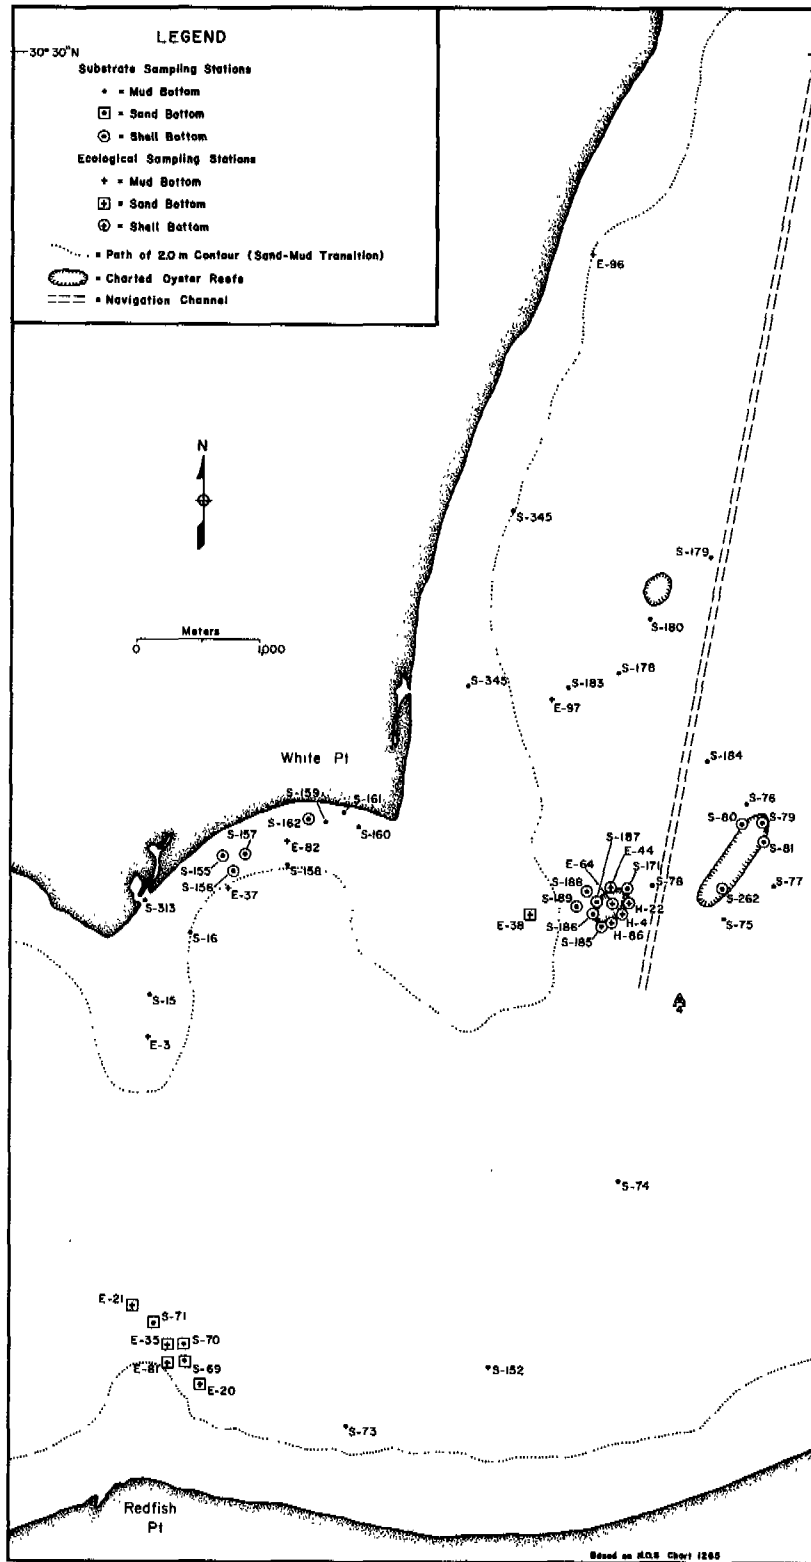 LEGEND
30° 30"N
Substrate Sampling Stations
= Mud Bottom
= Sand Bottom
= Shell Bottom
Ecological Sampling Stations
= Mud Bottom
= Sand Bottom
= Shell Bottom
= Path of 2.0 m Contour (Sand-Mud Transition)
= Charted Oyster Reefs
= Navigation Channel
E-96
N
S-345
S-179
Meters
0 1,000
S-180
S-178
S-345
S-183
E-97
White Pt
S-184
S-159
S-161
S-76
S-162
S-160
S-187
S-80
S-79
S-157
E-82
E-64
E-44
S-171
S-81
S-155
S-158
S-188
S-78
S-77
S-156
E-37
S-189
S-262
S-313
E-38
H-22
S-186
H-4
S-75
S-16
S-185
H-66
S-15
4
E-3
S-74
E-21
S-71
E-35
S-70
E-81
S-69
S-152
E-20
S-73
Redfish
Pt
Based on N.O.S Chart 1265